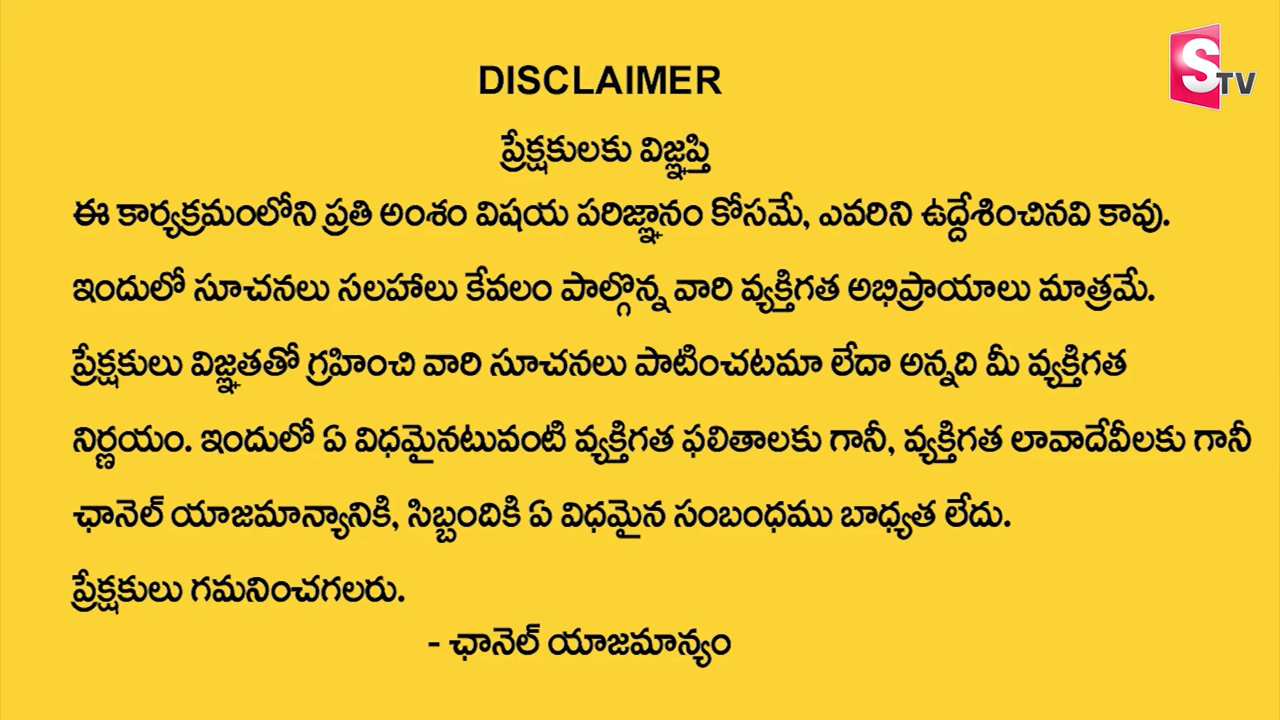 STV
DISCLAIMER
ప్రేక్షకులకు విజ్ఞప్తి
ఈ కార్యక్రమంలోని ప్రతి అంశం విషయ పరిజ్ఞానం కోసమే, ఎవరిని ఉద్దేశించినవి కావు.
ఇందులో సూచనలు సలహాలు కేవలం పాల్గొన్న వారి వ్యక్తిగత అభిప్రాయాలు మాత్రమే.
ప్రేక్షకులు విజ్ఞతతో గ్రహించి వారి సూచనలు పాటించటమా లేదా అన్నది మీ వ్యక్తిగత
నిర్ణయం. ఇందులో ఏ విధమైనటువంటి వ్యక్తిగత ఫలితాలకు గానీ, వ్యక్తిగత లావాదేవీలకు గానీ
ఛానెల్ యాజమాన్యానికి, సిబ్బందికి ఏ విధమైన సంబంధము బాధ్యత లేదు.
ప్రేక్షకులు గమనించగలరు.
- ఛానెల్ యాజమాన్యం